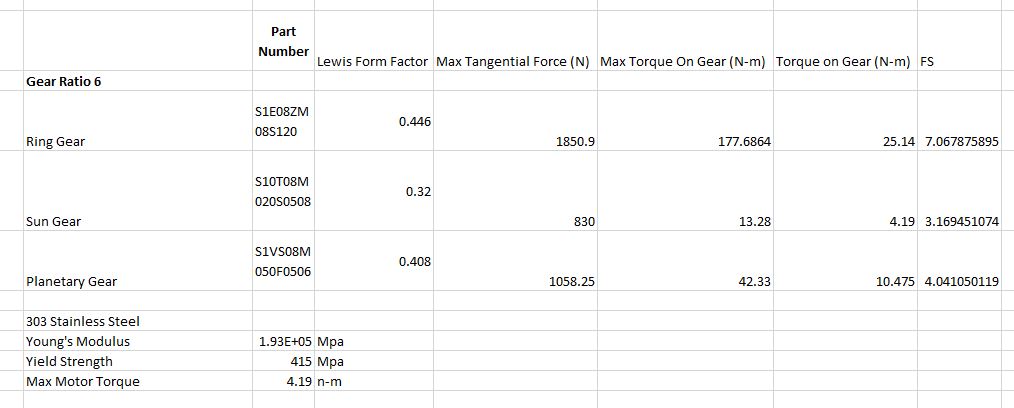 Part
Number
Lewis Form Factor Max Tangential Force (N) Max Torque On Gear (N-m) Torque on Gear (N-m) FS
Gear Ratio 6
S1E08ZM
08S120
0.446
Ring Gear 1850.9 177.6864 25.14 7.067875895
S10T08M
020S0508
0.32
Sun Gear 830 13.28 4.19 3.169451074
S1VS08M
050F0506
0.408
Planetary Gear 1058.25 42.33 10.475 4.041050119
303 Stainless Steel
Young's Modulus 1.93E+05 Mpa
Yield Strength 415 Mpa
Max Motor Torque 4.19 n-m